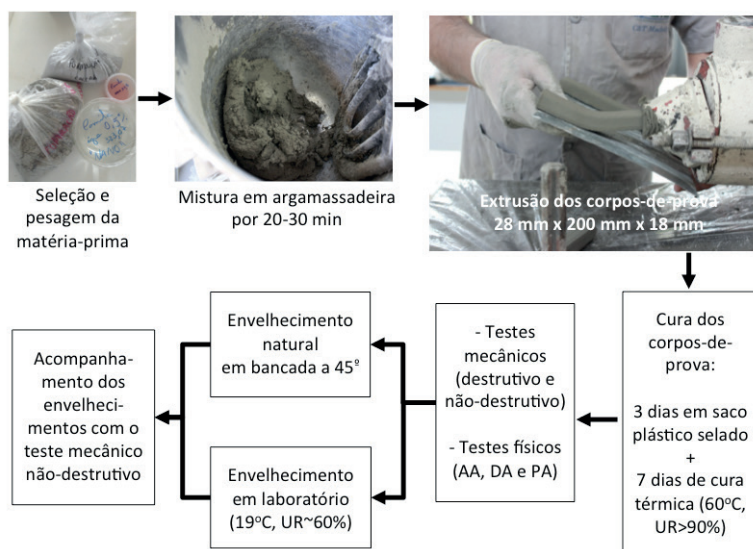 Seleção e
pesagem da
matéria-prima
Mistura em argamassadeira
por 20-30 min
Extrusão dos corpos-de-prova
28 mm x 200 mm x 18 mm
Cura dos
corpos-de-
prova:
3 dias em saco
plástico selado
+
7 dias de cura
térmica (60ºC,
UR>90%)
- Testes
mecânicos
(destrutivo e
não-destrutivo)
- Testes físicos
(AA, DA e PA)
Envelhecimento
natural
em bancada a 45º
Envelhecimento
em laboratório
(19ºC, UR~60%)
Acompanha-
mento dos
envelheci-
mentos com o
teste mecânico
não-destrutivo